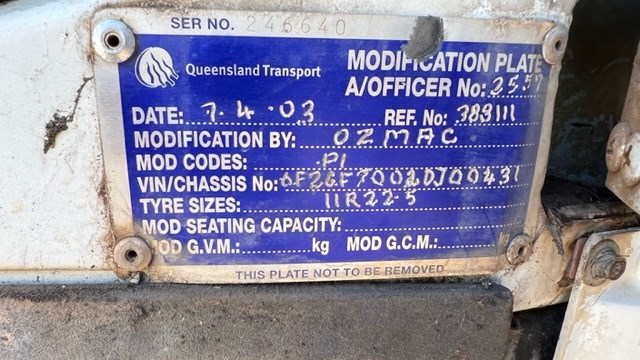 SER NO. 246640
Queensland Transport
MODIFICATION PLATE
A/OFFICER No: 2557
DATE: 7.4.03 REF. No: 383111
MODIFICATION BY: OZMAC
MOD CODES: P1
VIN/CHASSIS No: 6F2GF7002DJ00431
TYRE SIZES: 11R22.5
MOD SEATING CAPACITY:
MOD G.V.M.: kg MOD G.C.M.:
THIS PLATE NOT TO BE REMOVED